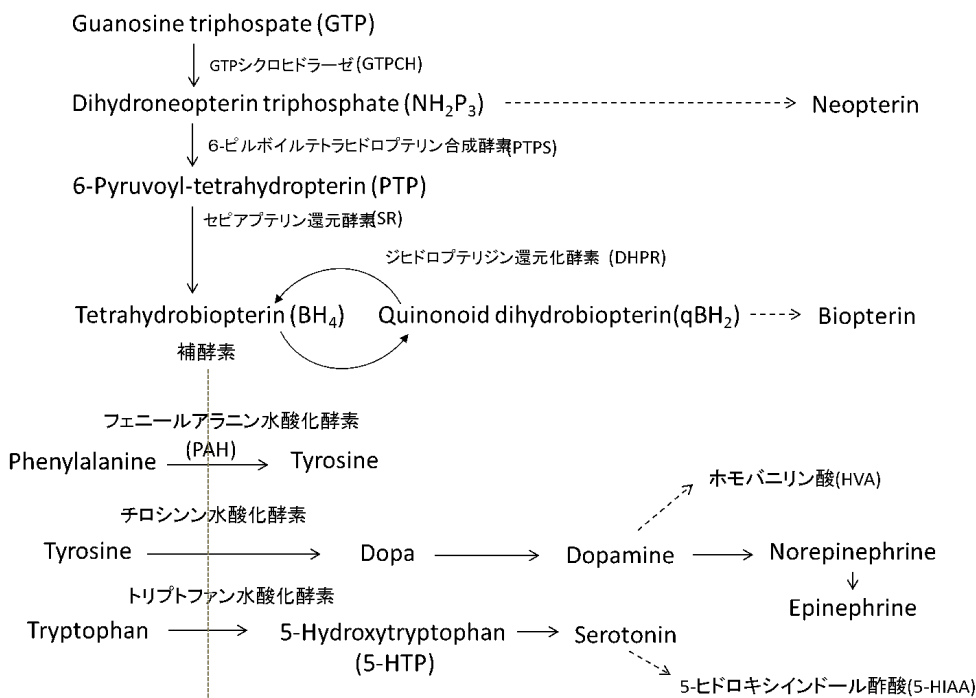 Guanosine triphospate (GTP)
GTPシクロヒドラーゼ(GTPCH)
Dihydroneopterin triphosphate (NH₂P₃)
Neopterin
6-ピルボイルテトラヒドロプテリン合成酵素(PTPS)
6-Pyruvoyl-tetrahydropterin (PTP)
セピアプテリン還元酵素(SR)
ジヒドロプテリジン還元化酵素 (DHPR)
Tetrahydrobiopterin (BH₄)
Quinonoid dihydrobiopterin(qBH₂)
Biopterin
補酵素
フェニールアラニン水酸化酵素
(PAH)
Phenylalanine
Tyrosine
ホモバニリン酸(HVA)
チロシンン水酸化酵素
Tyrosine
Dopa
Dopamine
Norepinephrine
Epinephrine
トリプトファン水酸化酵素
Tryptophan
5-Hydroxytryptophan
(5-HTP)
Serotonin
5-ヒドロキシインドール酢酸(5-HIAA)